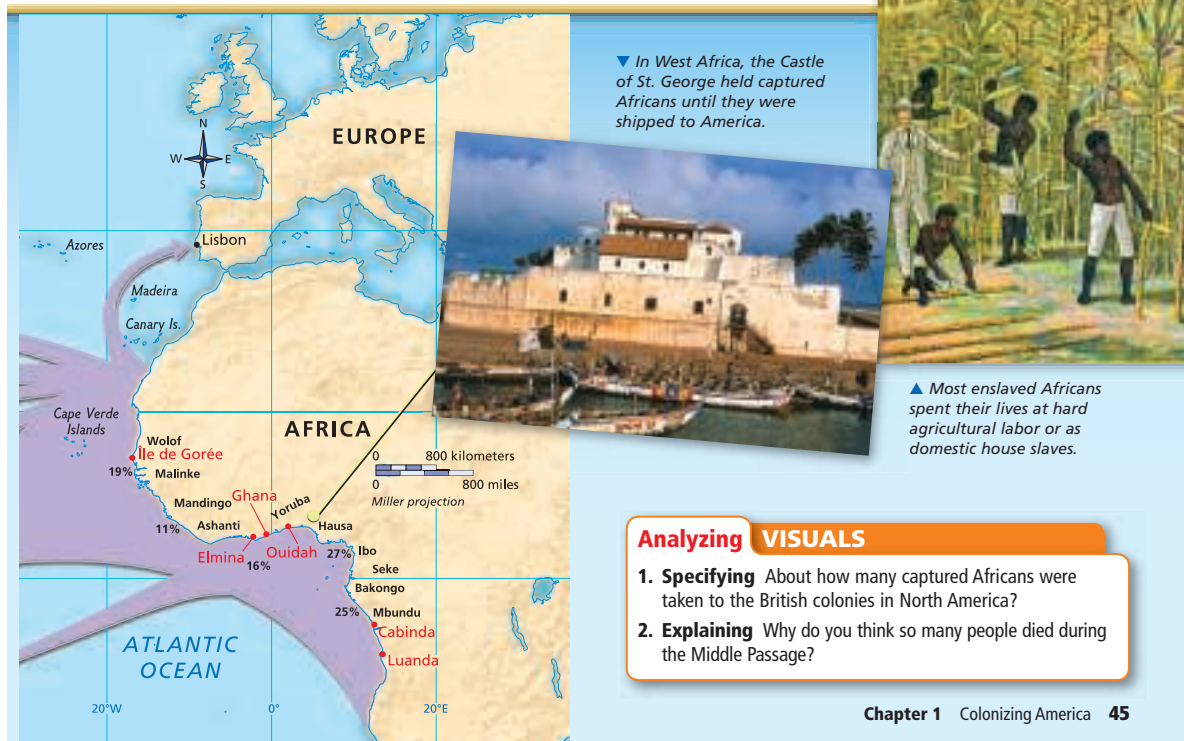 ▼ In West Africa, the Castle
of St. George held captured
Africans until they were
shipped to America.
N
W
E
S
EUROPE
Lisbon
Azores
Madeira
Canary Is.
Cape Verde
Islands
AFRICA
Wolof
Île de Gorée
19%
Malinke
0 800 kilometers
0 800 miles
Miller projection
Mandingo
Ghana
Yoruba
11%
Ashanti
Hausa
Elmina
16%
Ouidah
27%
Ibo
Seke
Bakongo
25%
Mbundu
Cabinda
Luanda
ATLANTIC
OCEAN
20°W
0°
20°E
▲ Most enslaved Africans
spent their lives at hard
agricultural labor or as
domestic house slaves.
Analyzing VISUALS
1. Specifying About how many captured Africans were
taken to the British colonies in North America?
2. Explaining Why do you think so many people died during
the Middle Passage?
Chapter 1 Colonizing America 45